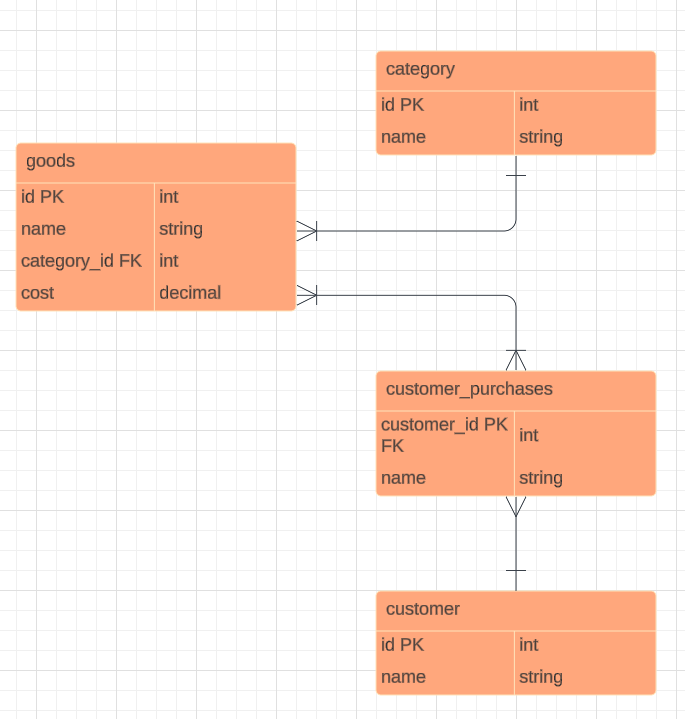 category
id PK int
name string
goods
id PK int
name string
category_id FK int
cost decimal
customer_purchases
customer_id PK int
FK
name string
customer
id PK int
name string